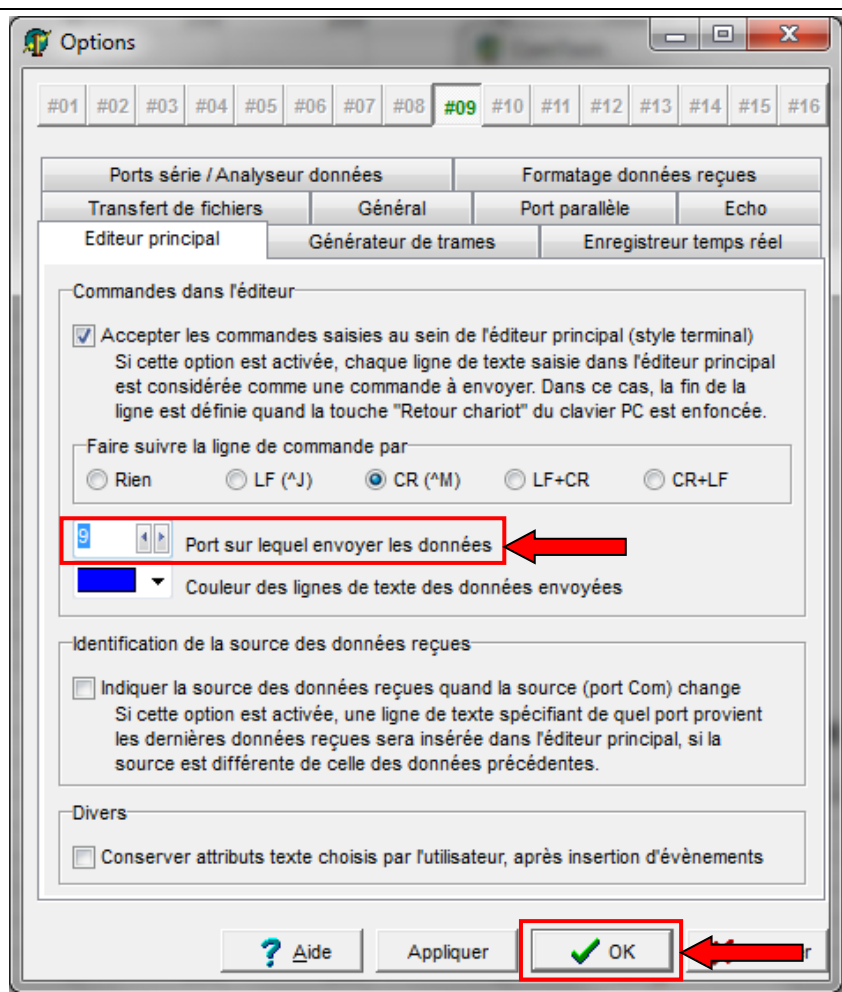 Options
#01 #02 #03 #04 #05 #06 #07 #08 #09 #10 #11 #12 #13 #14 #15 #16
Ports série / Analyseur données Formatage données reçues
Transfert de fichiers Général Port parallèle Echo
Editeur principal Générateur de trames Enregistreur temps réel
Commandes dans l'éditeur
Accepter les commandes saisies au sein de l'éditeur principal (style terminal)
Si cette option est activée, chaque ligne de texte saisie dans l'éditeur principal
est considérée comme une commande à envoyer. Dans ce cas, la fin de la
ligne est définie quand la touche "Retour chariot" du clavier PC est enfoncée.
Faire suivre la ligne de commande par
Rien LF (^J) CR (^M) LF+CR CR+LF
9 Port sur lequel envoyer les données
Couleur des lignes de texte des données envoyées
Identification de la source des données reçues
Indiquer la source des données reçues quand la source (port Com) change
Si cette option est activée, une ligne de texte spécifiant de quel port provient
les dernières données reçues sera insérée dans l'éditeur principal, si la
source est différente de celle des données précédentes.
Divers
Conserver attributs texte choisis par l'utilisateur, après insertion d'évènements
? Aide Appliquer OK